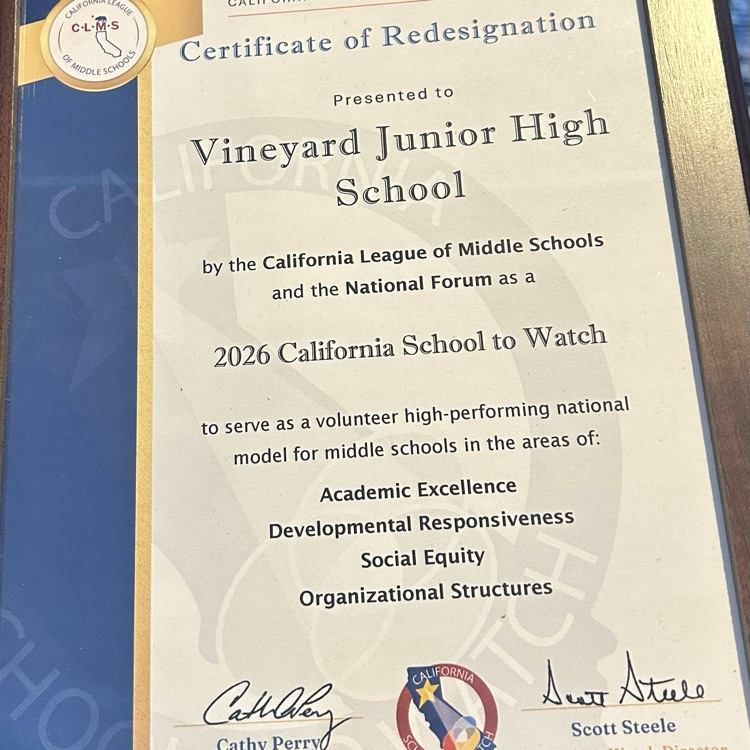 CALIFORNIA LEAGUE
C·L·M·S
OF MIDDLE SCHOOLS
Certificate of Redesignation
Presented to
Vineyard Junior High
School
by the California League of Middle Schools
and the National Forum as a
2026 California School to Watch
to serve as a volunteer high-performing national
model for middle schools in the areas of:
Academic Excellence
Developmental Responsiveness
Social Equity
Organizational Structures
CALIFORNIA
Cathy Perry
Scott Steele
Director